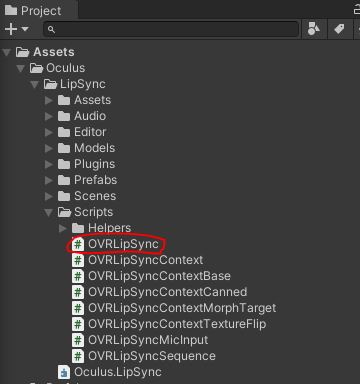 Project
Assets
Oculus
LipSync
Assets
Audio
Editor
Models
Plugins
Prefabs
Scenes
Scripts
Helpers
OVRLipSync
OVRLipSyncContext
OVRLipSyncContextBase
OVRLipSyncContextCanned
OVRLipSyncContextMorphTarget
OVRLipSyncContextTextureFlip
OVRLipSyncMicInput
OVRLipSyncSequence
Oculus.LipSync